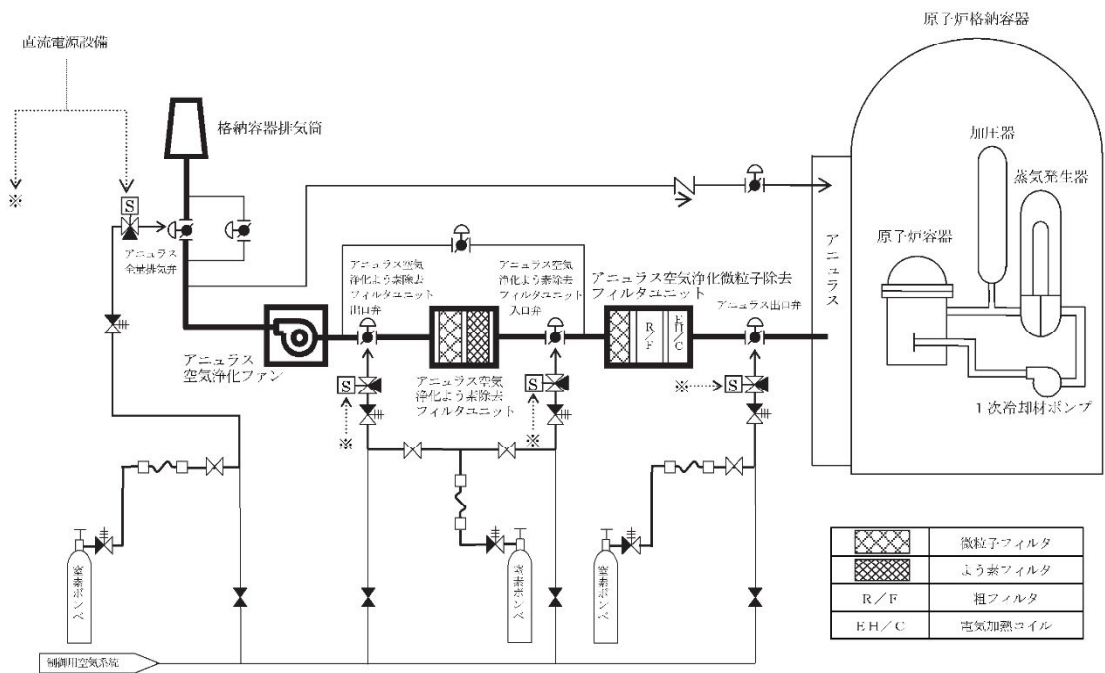 原子炉格納容器
直流電源設備
格納容器排気筒
加圧器
蒸気発生器
※
S
アニュラス
全量排気弁
アニュラス空気
浄化よう素除去
フィルタユニット
出口弁
アニュラス空気
浄化よう素除去
フィルタユニット
入口弁
アニュラス空気浄化微粒子除去
フィルタユニット
アニュラス出口弁
アニュラス
原子炉容器
R/F
EH/C
アニュラス
空気浄化ファン
アニュラス空気
浄化よう素除去
フィルタユニット
S
※
S
※
※
S
1次冷却材ポンプ
窒素ボンベ
窒素ボンベ
窒素ボンベ
制御用空気系統
微粒子フィルタ
よう素フィルタ
R/F 粗フィルタ
EH/C 電気加熱コイル